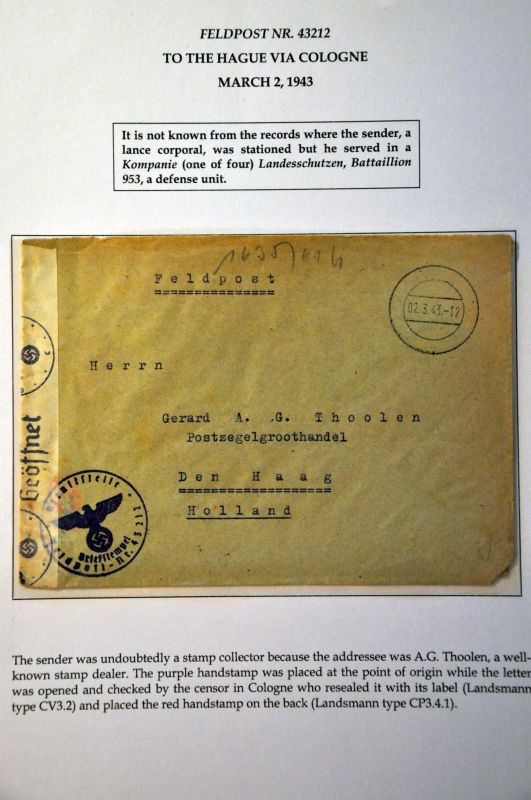 FELDPOST NR. 43212
TO THE HAGUE VIA COLOGNE
MARCH 2, 1943
It is not known from the records where the sender, a
lance corporal, was stationed but he served in a
Kompanie (one of four) Landesschutzen, Battaillion
953, a defense unit.
Feldpost
02.3.43.-12
Herrn
Gerard A. G. Thoolen
Postzegelgroothandel
Den Haag
Holland
Geöffnet
Dienststelle
Briefstempel
Feldpost-Nr. 43212
The sender was undoubtedly a stamp collector because the addressee was A.G. Thoolen, a well-
known stamp dealer. The purple handstamp was placed at the point of origin while the letter
was opened and checked by the censor in Cologne who resealed it with its label (Landsmann
type CV3.2) and placed the red handstamp on the back (Landsmann type CP3.4.1).